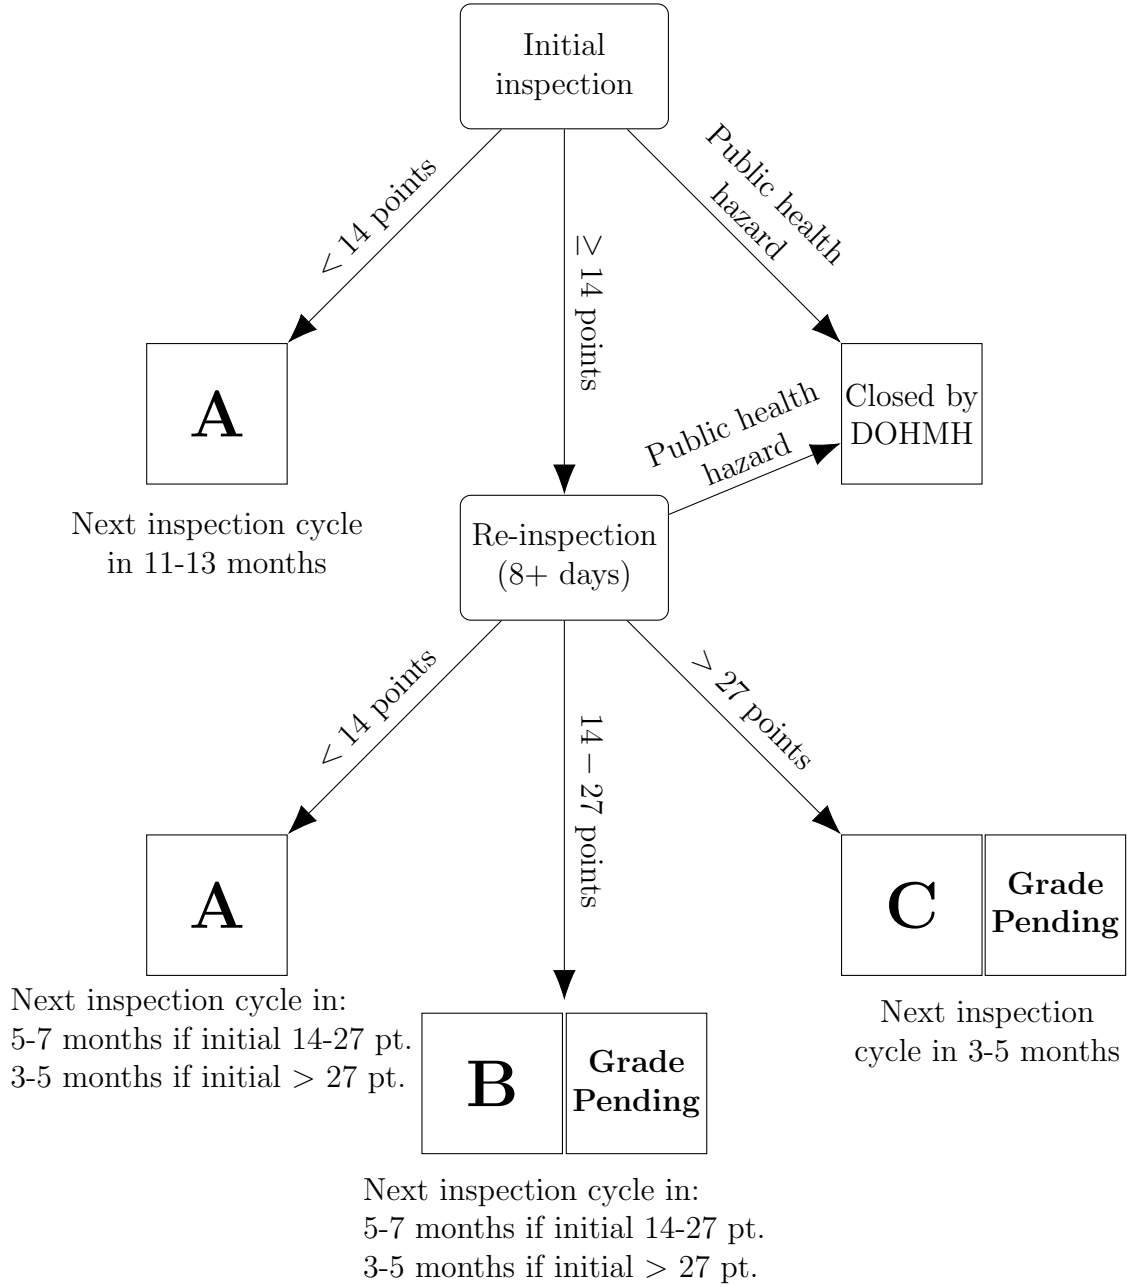 Initial
inspection
< 14 points
≥ 14 points
Public health
hazard
A
Next inspection cycle
in 11-13 months
Closed by
DOHMH
Public health
hazard
Re-inspection
(8+ days)
< 14 points
14 − 27 points
> 27 points
A
Next inspection cycle in:
5-7 months if initial 14-27 pt.
3-5 months if initial > 27 pt.
B
Grade
Pending
Next inspection cycle in:
5-7 months if initial 14-27 pt.
3-5 months if initial > 27 pt.
C
Grade
Pending
Next inspection
cycle in 3-5 months